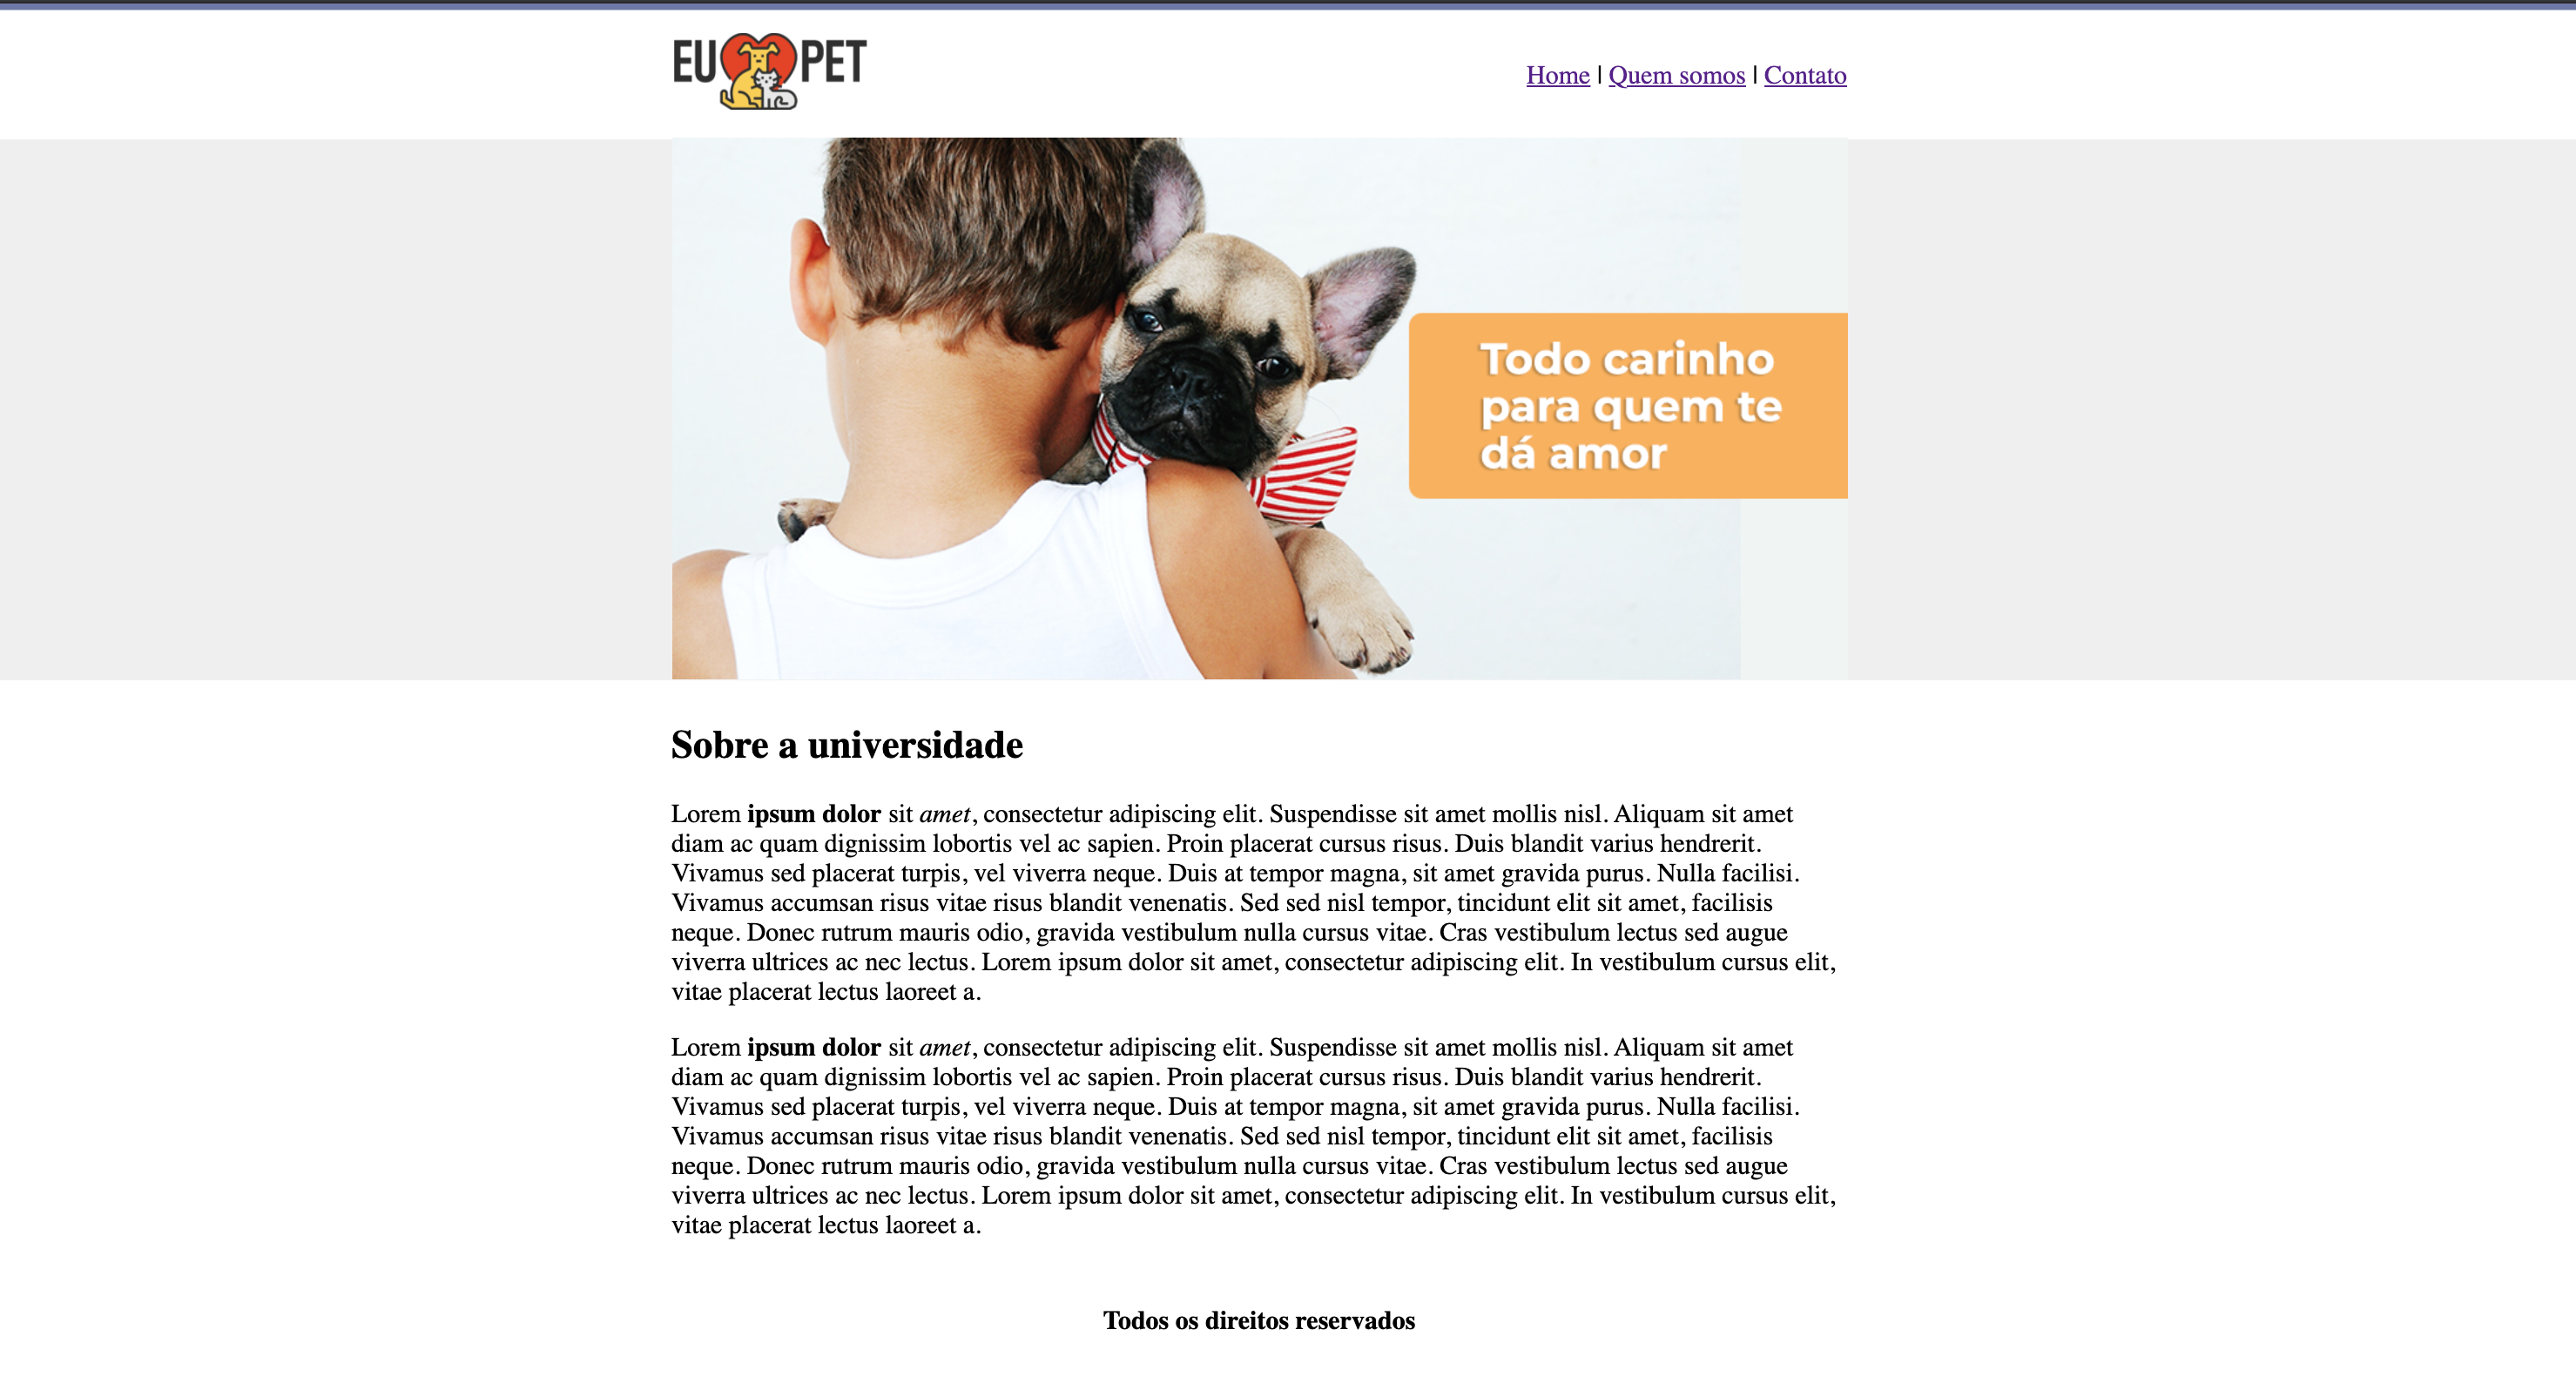 EU PET
Home | Quem somos | Contato
Todo carinho
para quem te
dá amor
Sobre a universidade
Lorem ipsum dolor sit amet, consectetur adipiscing elit. Suspendisse sit amet mollis nisl. Aliquam sit amet
diam ac quam dignissim lobortis vel ac sapien. Proin placerat cursus risus. Duis blandit varius hendrerit.
Vivamus sed placerat turpis, vel viverra neque. Duis at tempor magna, sit amet gravida purus. Nulla facilisi.
Vivamus accumsan risus vitae risus blandit venenatis. Sed sed nisl tempor, tincidunt elit sit amet, facilisis
neque. Donec rutrum mauris odio, gravida vestibulum nulla cursus vitae. Cras vestibulum lectus sed augue
viverra ultrices ac nec lectus. Lorem ipsum dolor sit amet, consectetur adipiscing elit. In vestibulum cursus elit,
vitae placerat lectus laoreet a.
Lorem ipsum dolor sit amet, consectetur adipiscing elit. Suspendisse sit amet mollis nisl. Aliquam sit amet
diam ac quam dignissim lobortis vel ac sapien. Proin placerat cursus risus. Duis blandit varius hendrerit.
Vivamus sed placerat turpis, vel viverra neque. Duis at tempor magna, sit amet gravida purus. Nulla facilisi.
Vivamus accumsan risus vitae risus blandit venenatis. Sed sed nisl tempor, tincidunt elit sit amet, facilisis
neque. Donec rutrum mauris odio, gravida vestibulum nulla cursus vitae. Cras vestibulum lectus sed augue
viverra ultrices ac nec lectus. Lorem ipsum dolor sit amet, consectetur adipiscing elit. In vestibulum cursus elit,
vitae placerat lectus laoreet a.
Todos os direitos reservados